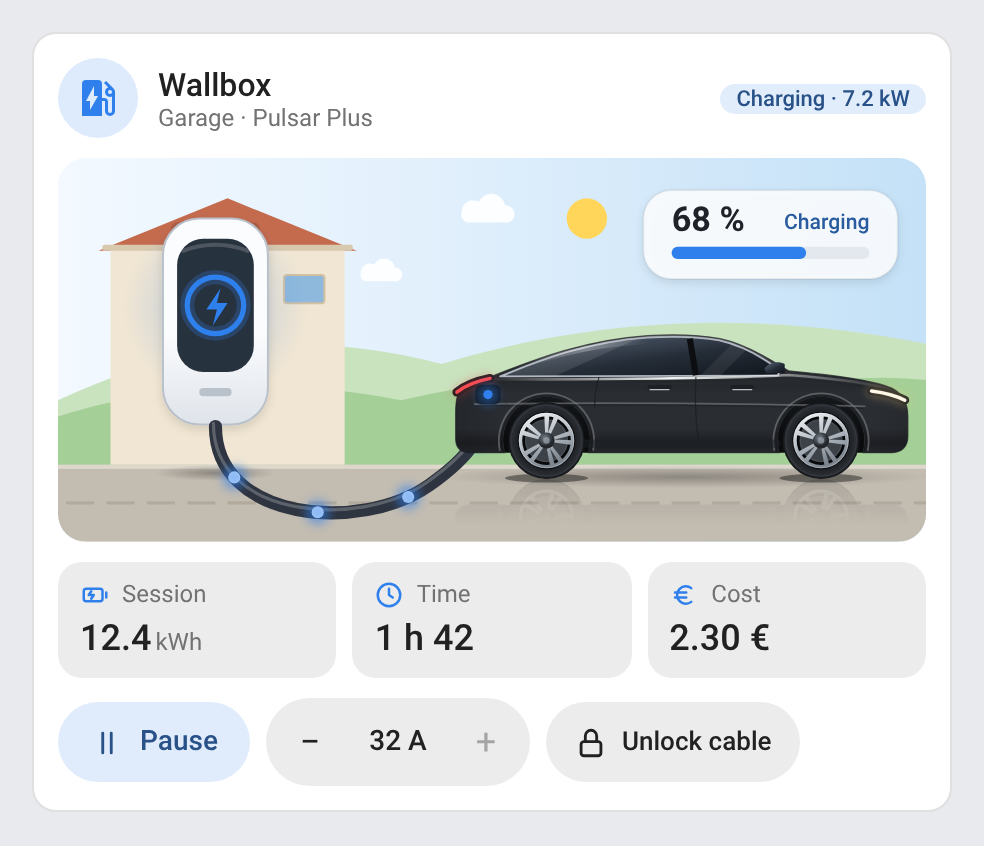 Wallbox
Garage · Pulsar Plus
Charging · 7.2 kW
68 %
Charging
Session
12.4 kWh
Time
1 h 42
Cost
2.30 €
Pause
− 32 A +
Unlock cable